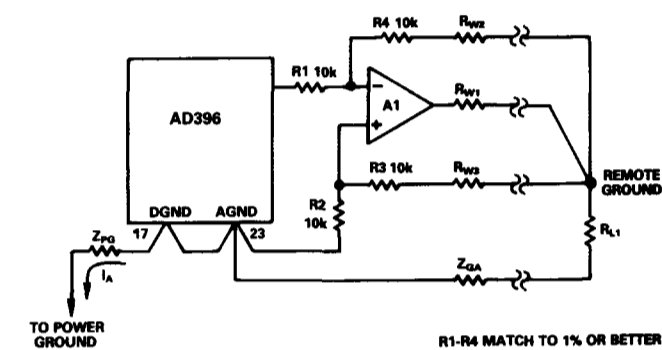 R4 10k
RW2
R1 10k
AD396
A1
RW1
R3 10k
RW3
REMOTE
GROUND
R2
10k
DGND
AGND
17
23
ZPG
IA
ZGA
RL1
TO POWER
GROUND
R1-R4 MATCH TO 1% OR BETTER